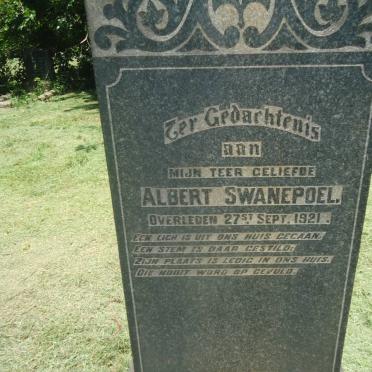 Ter Gedachtenis
aan
MIJN TEER GELIEFDE
ALBERT SWANEPOEL.
OVERLEDEN 27ST SEPT. 1921.
EEN LICH IS UIT ONS HUIS GEGAAN,
EEN STEM IS DAAR GESTILD;
ZIJN PLAATS IS LEDIG IN ONS HUIS,
DIE NOOIT WORD OP GEVULD.